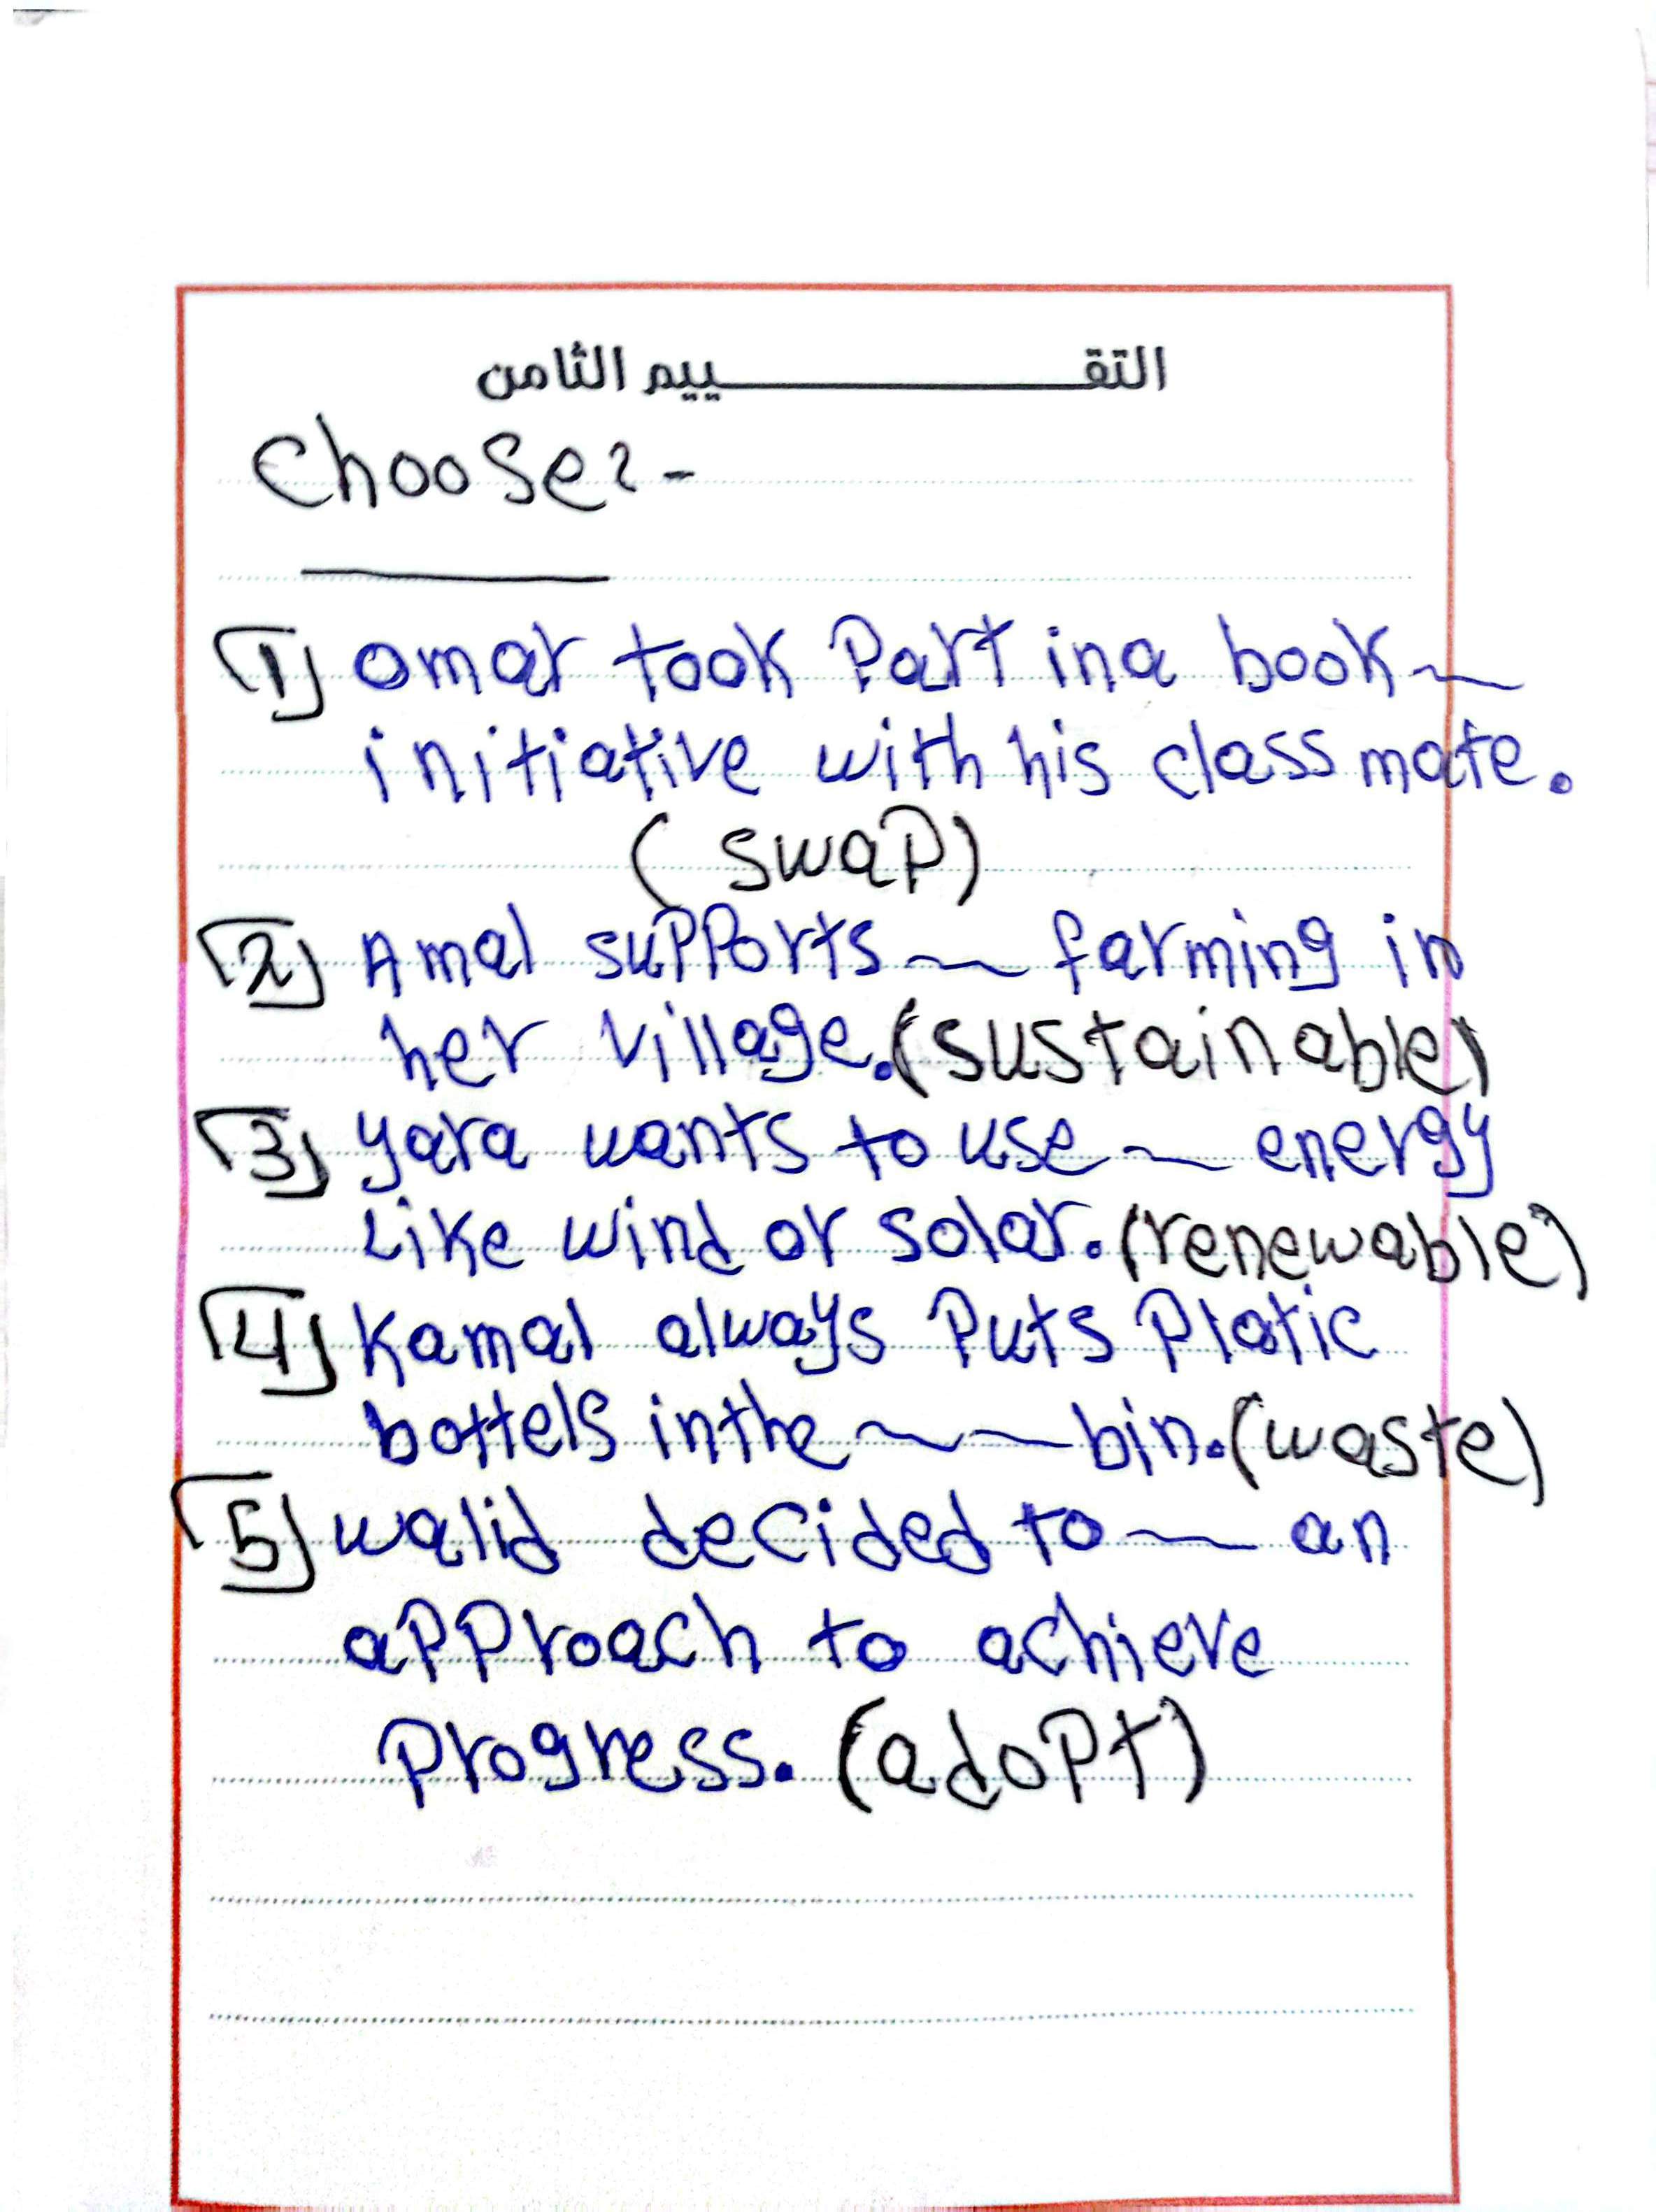 التقـــــــــــييم الثامن
Choose:-
1) Omar took Part in a book ~
initiative with his class mate.
(swap)
2) Amal supports ~ farming in
her village. (sustainable)
3) Yara wants to use ~ energy
Like wind or solar. (renewable)
4) Kamal always Puts Platic
bottels in the ~~ bin. (waste)
5) walid decided to ~ an
approach to achieve
Progress. (adopt)